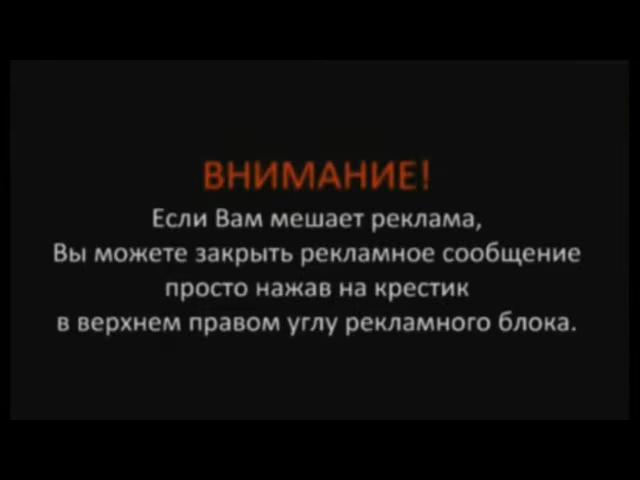 ВНИМАНИЕ!
Если Вам мешает реклама,
Вы можете закрыть рекламное сообщение
просто нажав на крестик
в верхнем правом углу рекламного блока.